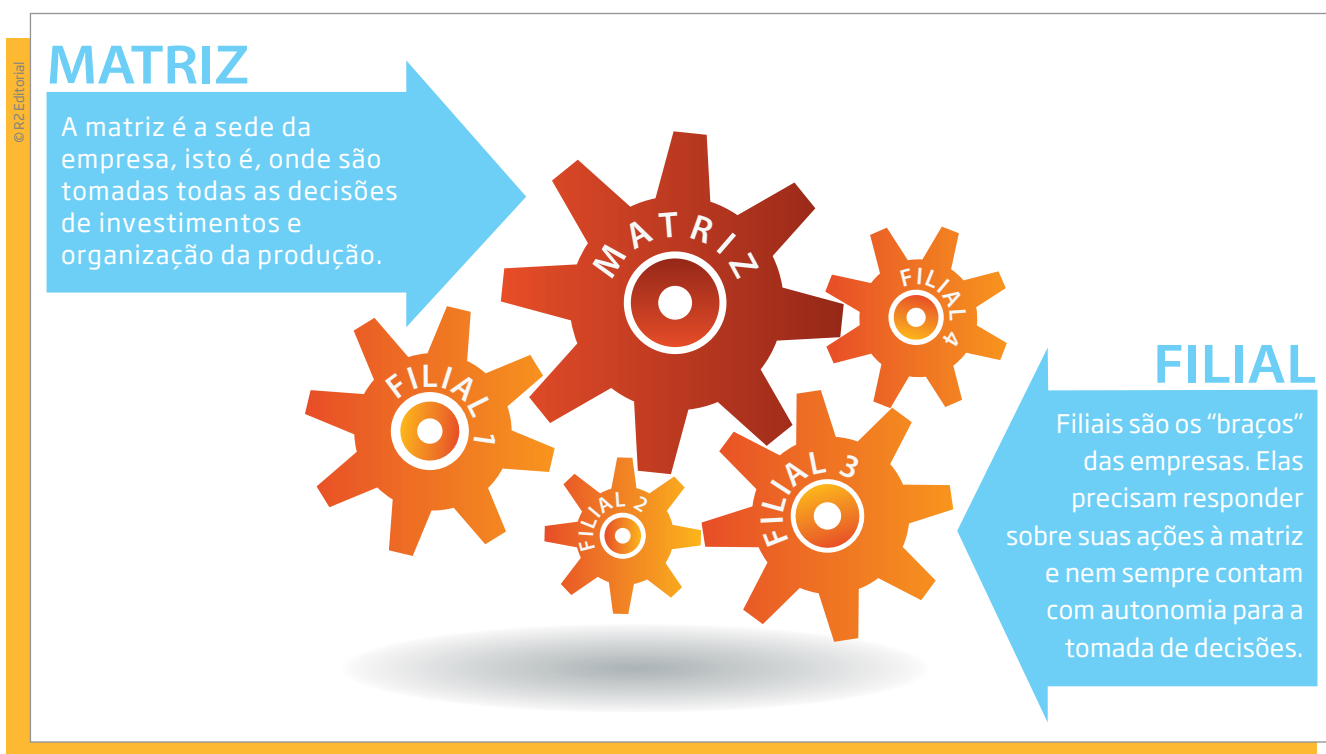 © R2 Editorial
MATRIZ
A matriz é a sede da
empresa, isto é, onde são
tomadas todas as decisões
de investimentos e
organização da produção.
MATRIZ
FILIAL 4
FILIAL 1
FILIAL 2
FILIAL 3
FILIAL
Filiais são os “braços”
das empresas. Elas
precisam responder
sobre suas ações à matriz
e nem sempre contam
com autonomia para a
tomada de decisões.